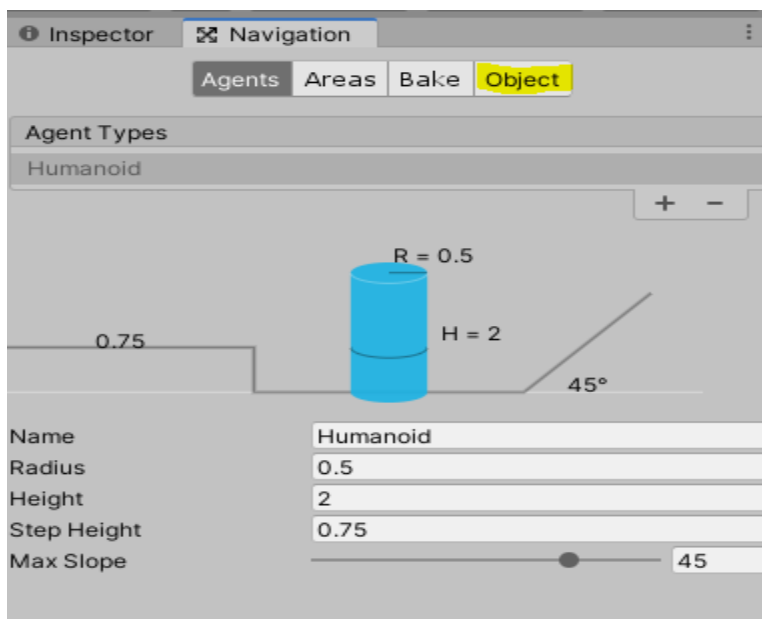 Inspector Navigation
Agents Areas Bake Object
Agent Types
Humanoid
+ -
R = 0.5
0.75
H = 2
45°
Name Humanoid
Radius 0.5
Height 2
Step Height 0.75
Max Slope 45